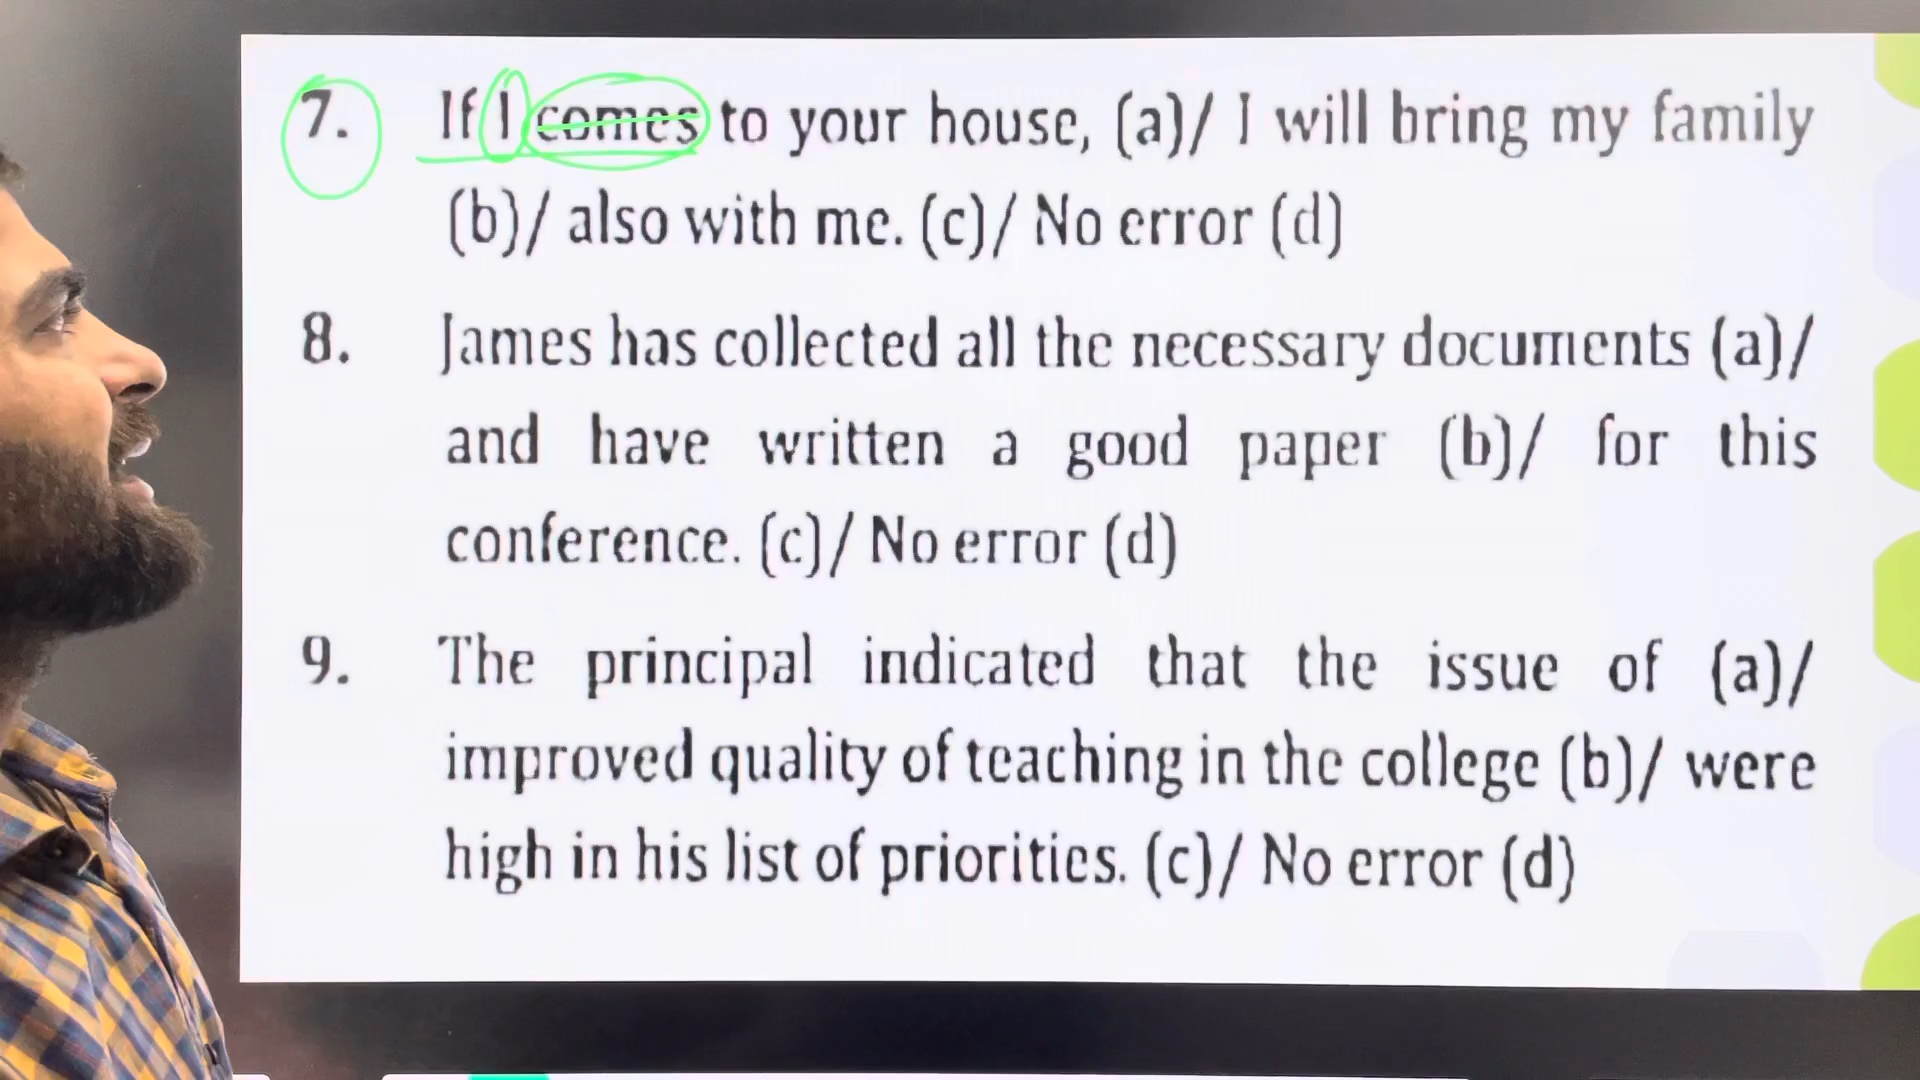 7. If I comes to your house, (a)/ I will bring my family
(b)/ also with me. (c)/ No error (d)
8. James has collected all the necessary documents (a)/
and have written a good paper (b)/ for this
conference. (c)/ No error (d)
9. The principal indicated that the issue of (a)/
improved quality of teaching in the college (b)/ were
high in his list of priorities. (c)/ No error (d)